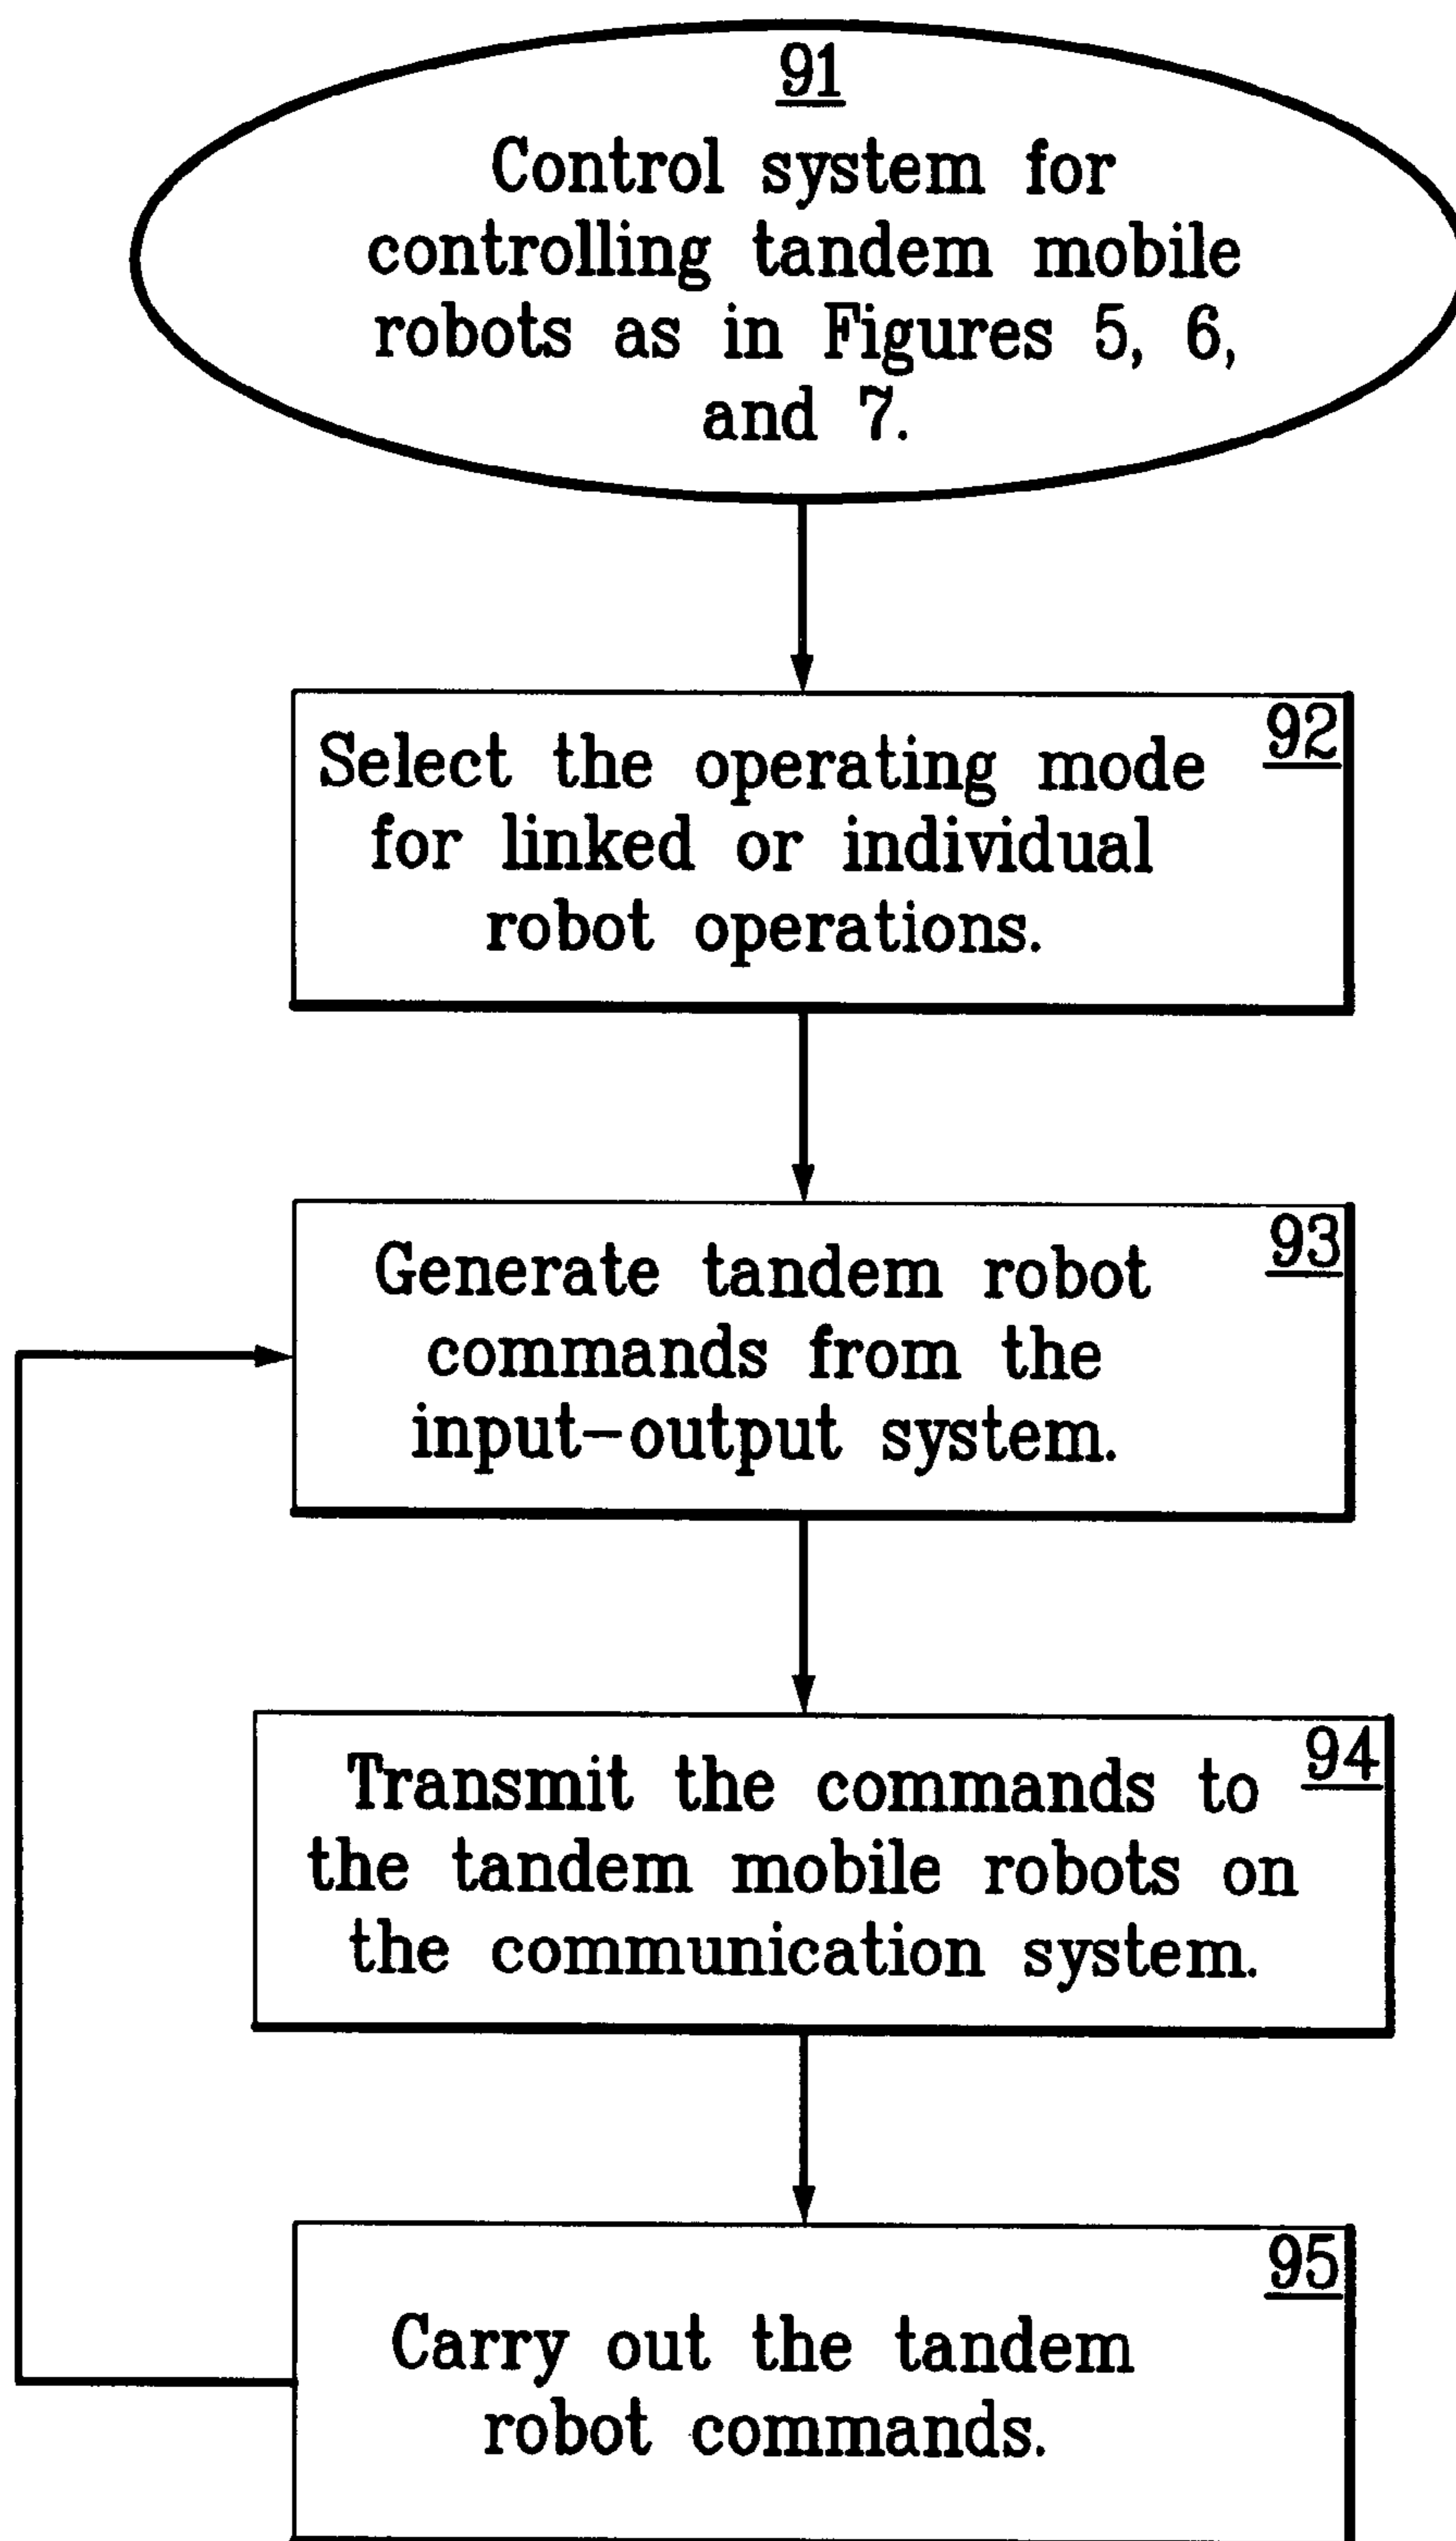 91
Control system for
controlling tandem mobile
robots as in Figures 5, 6,
and 7.
92
Select the operating mode
for linked or individual
robot operations.
93
Generate tandem robot
commands from the
input-output system.
94
Transmit the commands to
the tandem mobile robots on
the communication system.
95
Carry out the tandem
robot commands.